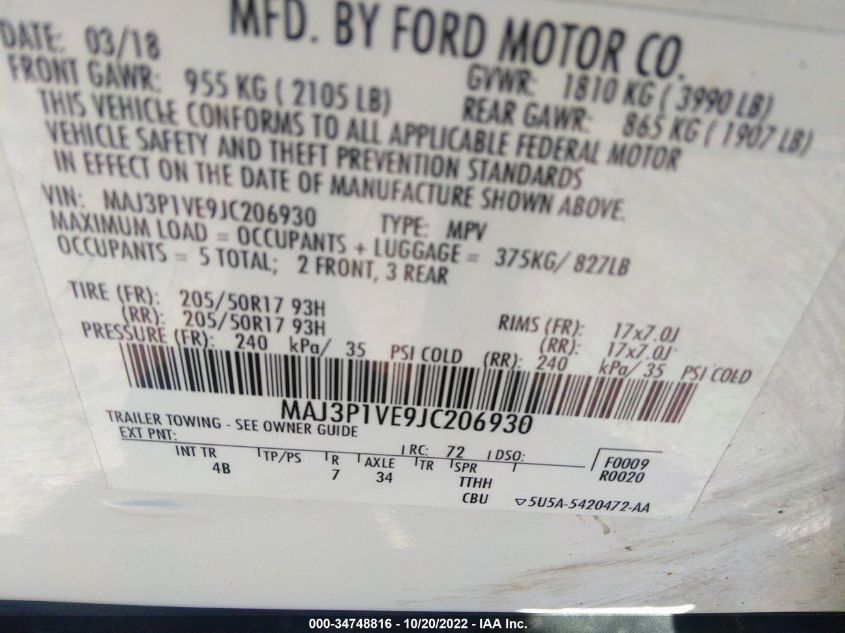 MFD. BY FORD MOTOR CO.
DATE: 03/18 GVWR: 1810 KG ( 3990 LB)
FRONT GAWR: 955 KG ( 2105 LB) REAR GAWR: 865 KG ( 1907 LB)
THIS VEHICLE CONFORMS TO ALL APPLICABLE FEDERAL MOTOR
VEHICLE SAFETY AND THEFT PREVENTION STANDARDS
IN EFFECT ON THE DATE OF MANUFACTURE SHOWN ABOVE.
VIN: MAJ3P1VE9JC206930 TYPE: MPV
MAXIMUM LOAD = OCCUPANTS + LUGGAGE = 375KG/ 827LB
OCCUPANTS = 5 TOTAL; 2 FRONT, 3 REAR
TIRE (FR): 205/50R17 93H RIMS (FR): 17x7.0J
(RR): 205/50R17 93H (RR): 17x7.0J
PRESSURE (FR): 240 kPa/ 35 PSI COLD (RR): 240 kPa/ 35 PSI COLD
MAJ3P1VE9JC206930
TRAILER TOWING - SEE OWNER GUIDE
EXT PNT: RC: 72 DSO: F0009
INT TR TP/PS R AXLE TR SPR R0020
4B 7 34 TTHH
CBU 5U5A-5420472-AA
000-34748816 - 10/20/2022 - IAA Inc.